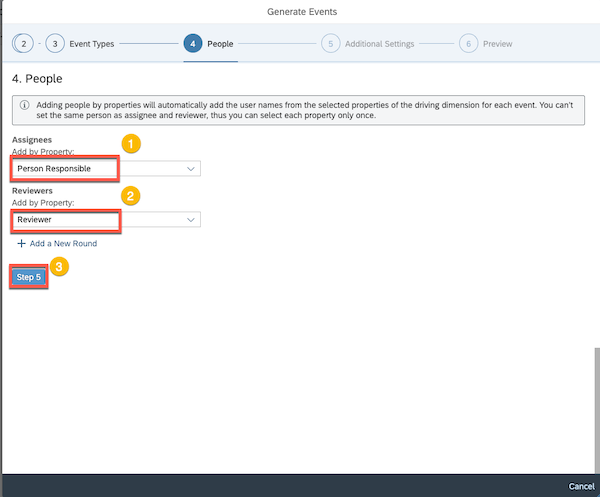 Generate Events
2 - 3 Event Types 4 People 5 Additional Settings 6 Preview
4. People
Adding people by properties will automatically add the user names from the selected properties of the driving dimension for each event. You can't
set the same person as assignee and reviewer, thus you can select each property only once.
Assignees
1
Add by Property:
Person Responsible
Reviewers
2
Add by Property:
Reviewer
+ Add a New Round
3
Step 5
Cancel